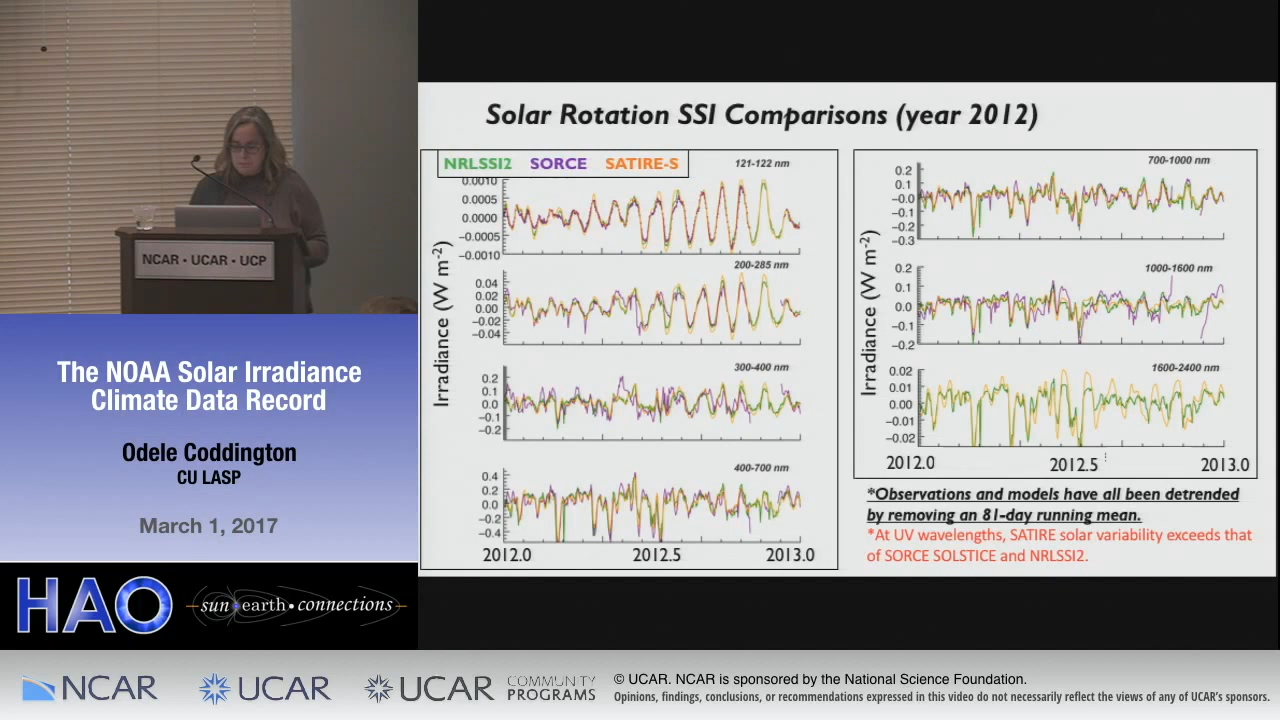 Solar Rotation SSI Comparisons (year 2012)
NRLSSI2 SORCE SATIRE-S
121-122 nm
0.0010
0.0005
0.0000
−0.0005
−0.0010
200-285 nm
0.04
0.02
0.00
−0.02
−0.04
300-400 nm
0.2
0.1
0.0
−0.1
−0.2
400-700 nm
0.4
0.2
0.0
−0.2
−0.4
Irradiance (W m-2)
2012.0 2012.5 2013.0
700-1000 nm
0.2
0.1
−0.0
−0.1
−0.2
−0.3
1000-1600 nm
0.2
0.1
0.0
−0.1
−0.2
1600-2400 nm
0.02
0.01
0.00
−0.01
−0.02
Irradiance (W m-2)
2012.0 2012.5 2013.0
*Observations and models have all been detrended
by removing an 81-day running mean.
*At UV wavelengths, SATIRE solar variability exceeds that
of SORCE SOLSTICE and NRLSSI2.
NCAR • UCAR • UCP
The NOAA Solar Irradiance
Climate Data Record
Odele Coddington
CU LASP
March 1, 2017
HAO sun•earth•connections
NCAR UCAR UCAR COMMUNITY
PROGRAMS
© UCAR. NCAR is sponsored by the National Science Foundation.
Opinions, findings, conclusions, or recommendations expressed in this video do not necessarily reflect the views of any of UCAR's sponsors.